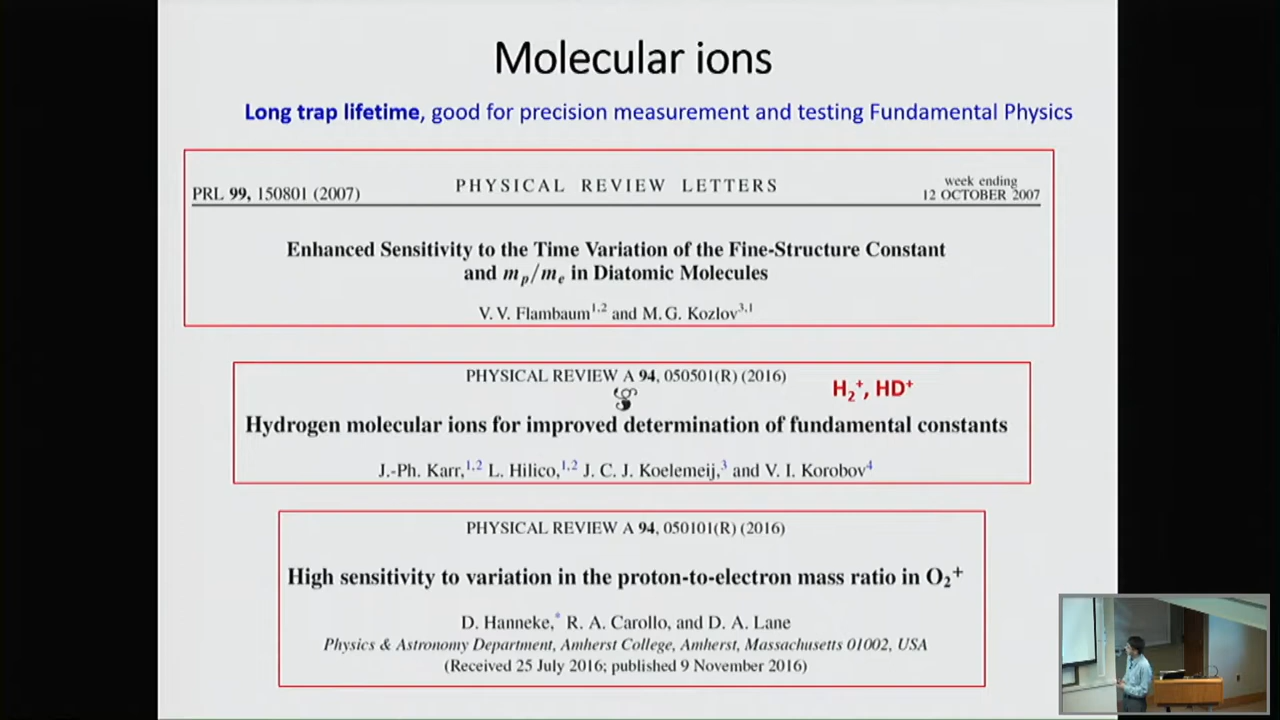 Molecular ions
Long trap lifetime, good for precision measurement and testing Fundamental Physics
PRL 99, 150801 (2007)
PHYSICAL REVIEW LETTERS
week ending
12 OCTOBER 2007
Enhanced Sensitivity to the Time Variation of the Fine-Structure Constant
and mₚ/mₑ in Diatomic Molecules
V. V. Flambaum¹,² and M. G. Kozlov³,¹
PHYSICAL REVIEW A 94, 050501(R) (2016)
H₂⁺, HD⁺
Hydrogen molecular ions for improved determination of fundamental constants
J.-Ph. Karr,¹,² L. Hilico,¹,² J. C. J. Koelemeij,³ and V. I. Korobov⁴
PHYSICAL REVIEW A 94, 050101(R) (2016)
High sensitivity to variation in the proton-to-electron mass ratio in O₂⁺
D. Hanneke,* R. A. Carollo, and D. A. Lane
Physics & Astronomy Department, Amherst College, Amherst, Massachusetts 01002, USA
(Received 25 July 2016; published 9 November 2016)